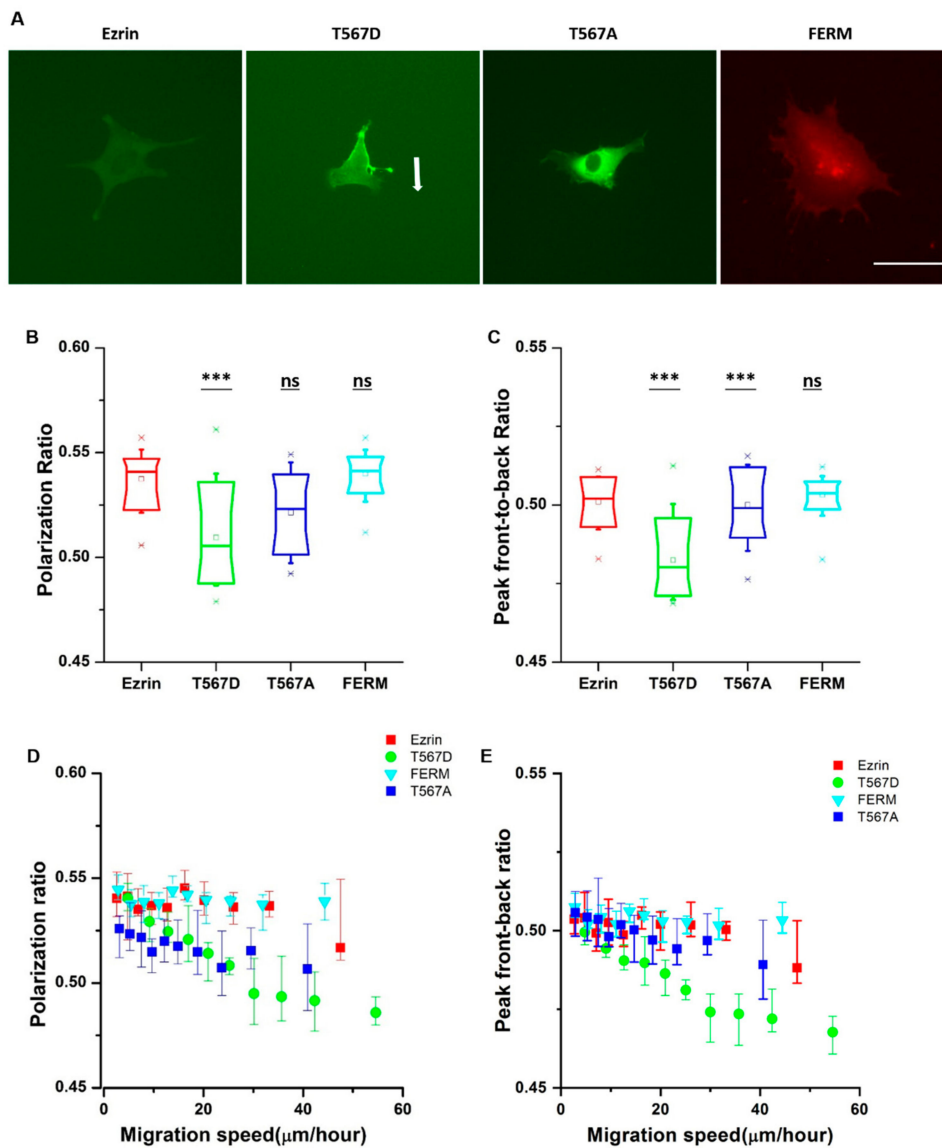 A
Ezrin T567D T567A FERM
B
Polarization Ratio
0.60
0.55
0.50
0.45
*** ns ns
Ezrin T567D T567A FERM
C
Peak front-to-back Ratio
0.55
0.50
0.45
*** *** ns
Ezrin T567D T567A FERM
D
Polarization ratio
0.60
0.55
0.50
0.45
Ezrin
T567D
FERM
T567A
0 20 40 60
Migration speed(μm/hour)
E
Peak front-back ratio
0.55
0.50
0.45
Ezrin
T567D
FERM
T567A
0 20 40 60
Migration speed(μm/hour)